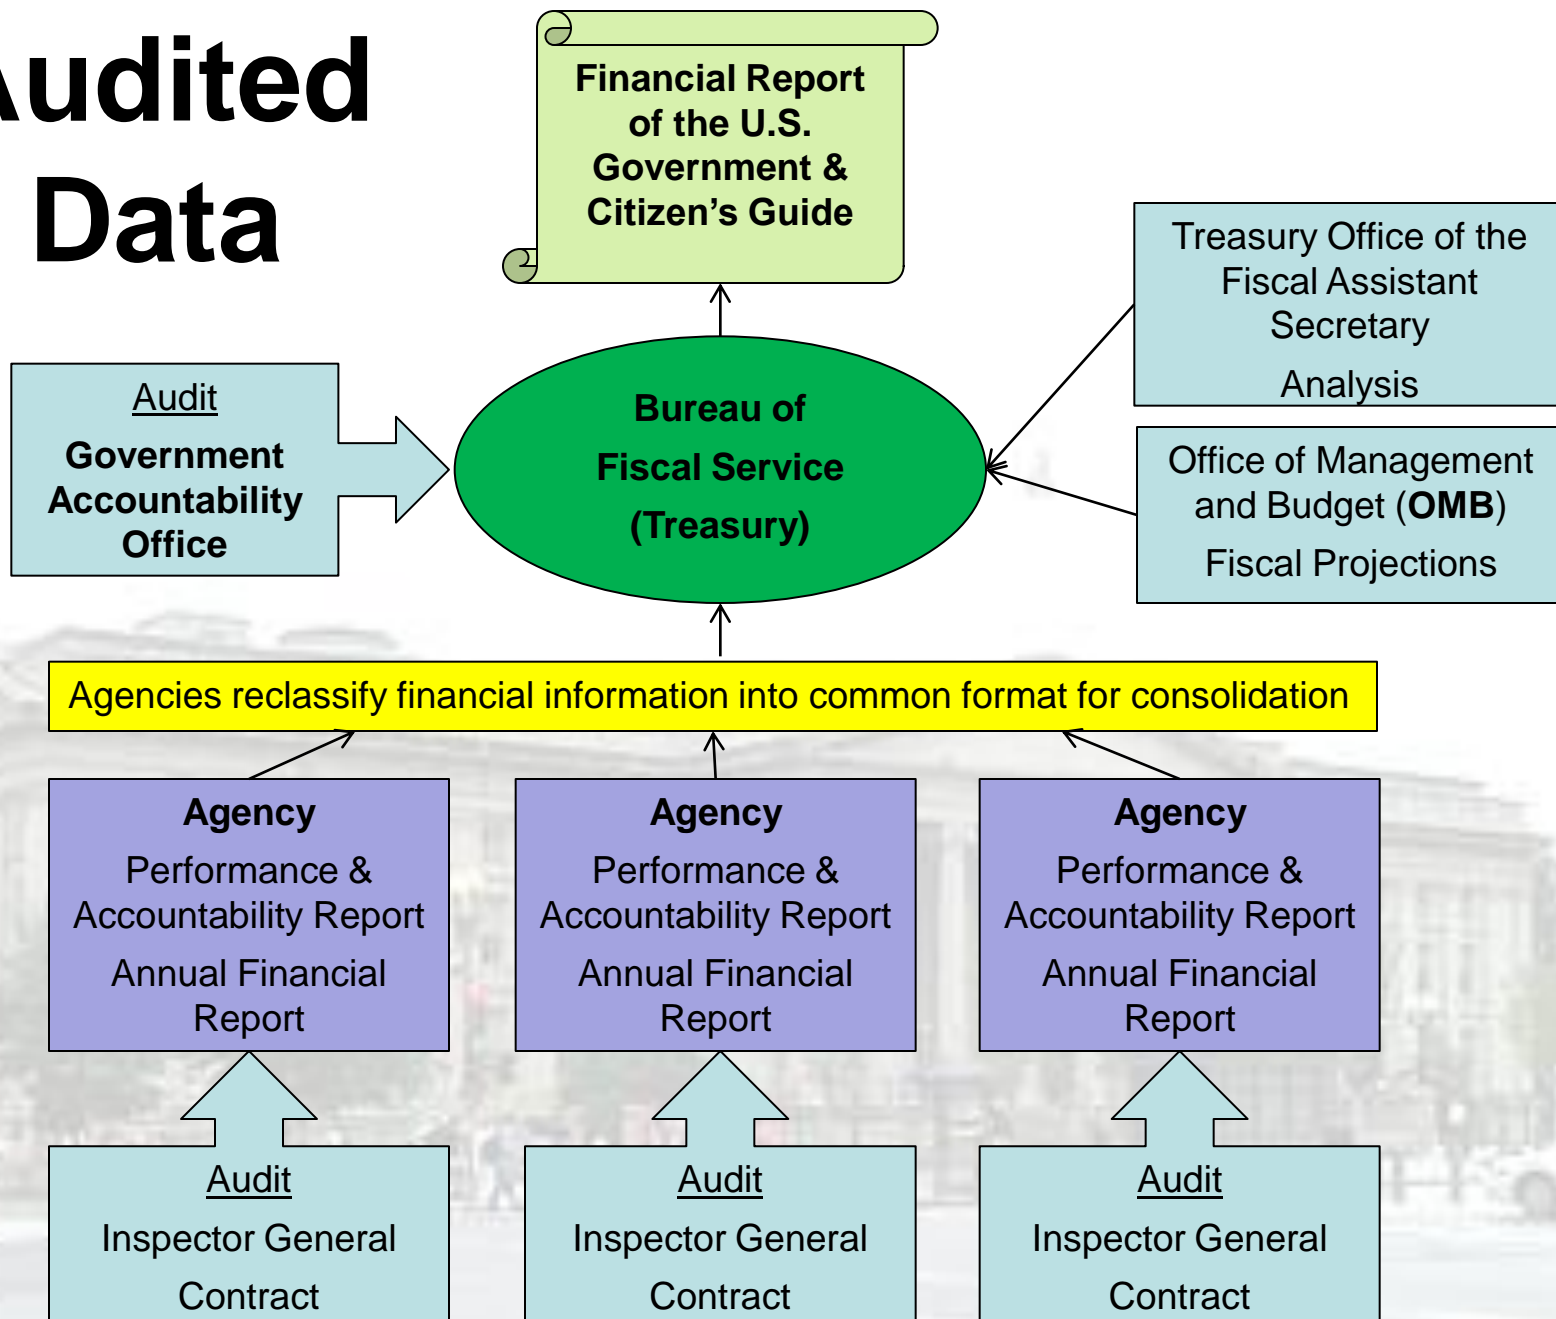 Audited
Data
Financial Report
of the U.S.
Government &
Citizen’s Guide
Treasury Office of the
Fiscal Assistant
Secretary
Analysis
Audit
Government
Accountability
Office
Bureau of
Fiscal Service
(Treasury)
Office of Management
and Budget (OMB)
Fiscal Projections
Agencies reclassify financial information into common format for consolidation
Agency
Performance &
Accountability Report
Annual Financial
Report
Agency
Performance &
Accountability Report
Annual Financial
Report
Agency
Performance &
Accountability Report
Annual Financial
Report
Audit
Inspector General
Contract
Audit
Inspector General
Contract
Audit
Inspector General
Contract